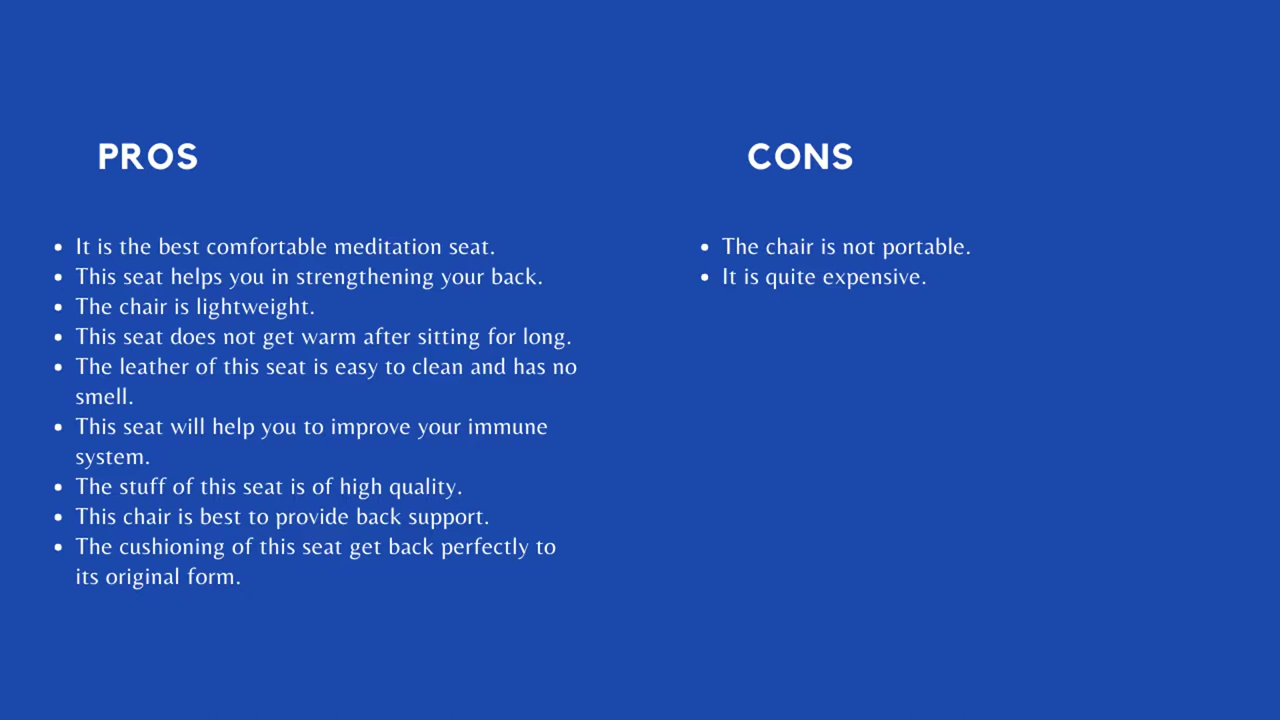 PROS
• It is the best comfortable meditation seat.
• This seat helps you in strengthening your back.
• The chair is lightweight.
• This seat does not get warm after sitting for long.
• The leather of this seat is easy to clean and has no
smell.
• This seat will help you to improve your immune
system.
• The stuff of this seat is of high quality.
• This chair is best to provide back support.
• The cushioning of this seat get back perfectly to
its original form.
CONS
• The chair is not portable.
• It is quite expensive.